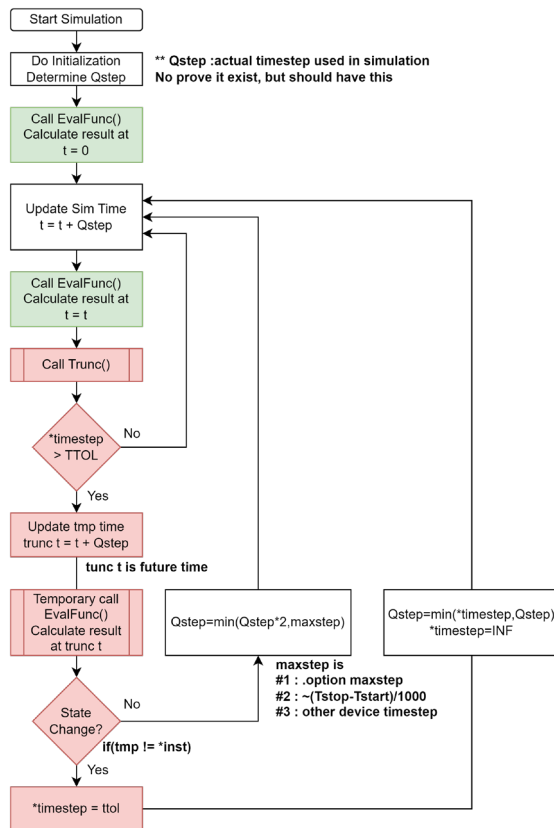 Start Simulation
Do Initialization
Determine Qstep
** Qstep :actual timestep used in simulation
No prove it exist, but should have this
Call EvalFunc()
Calculate result at
t = 0
Update Sim Time
t = t + Qstep
Call EvalFunc()
Calculate result at
t = t
Call Trunc()
*timestep
> TTOL
No
Yes
Update tmp time
trunc t = t + Qstep
tunc t is future time
Temporary call
EvalFunc()
Calculate result
at trunc t
Qstep=min(Qstep*2,maxstep)
Qstep=min(*timestep,Qstep)
*timestep=INF
maxstep is
#1 : .option maxstep
#2 : ~(Tstop-Tstart)/1000
#3 : other device timestep
State
Change?
No
if(tmp != *inst)
Yes
*timestep = ttol